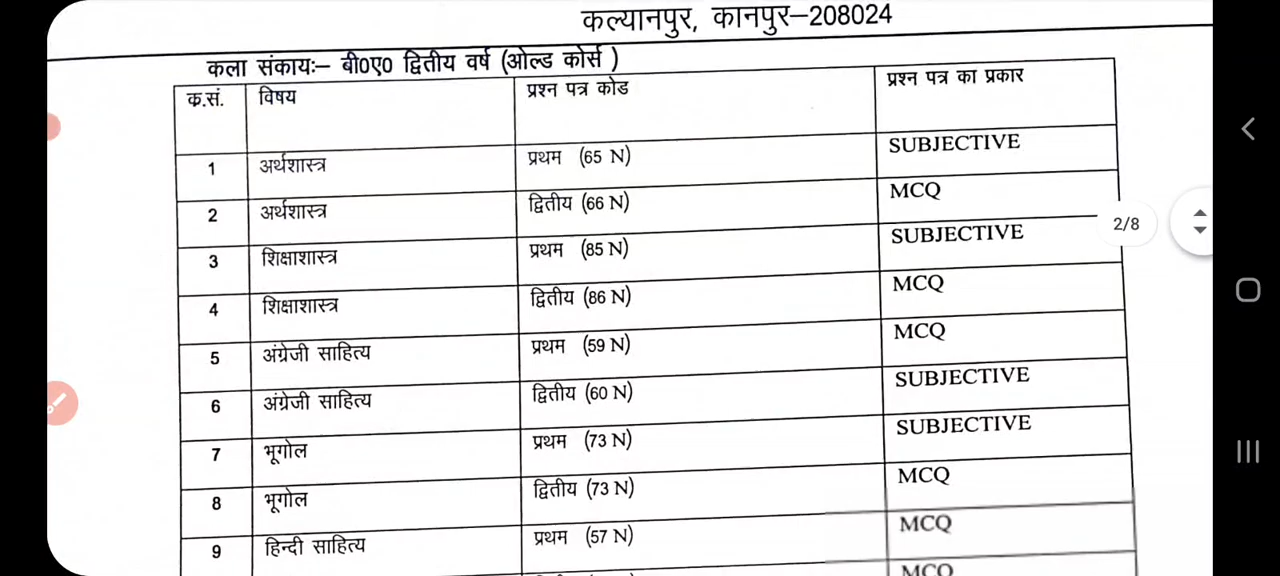 कल्यानपुर, कानपुर–208024
कला संकायः– बी0ए0 द्वितीय वर्ष (ओल्ड कोर्स )
क.सं. विषय प्रश्न पत्र कोड प्रश्न पत्र का प्रकार
1 अर्थशास्त्र प्रथम (65 N) SUBJECTIVE
2 अर्थशास्त्र द्वितीय (66 N) MCQ
3 शिक्षाशास्त्र प्रथम (85 N) SUBJECTIVE
4 शिक्षाशास्त्र द्वितीय (86 N) MCQ
5 अंग्रेजी साहित्य प्रथम (59 N) MCQ
6 अंग्रेजी साहित्य द्वितीय (60 N) SUBJECTIVE
7 भूगोल प्रथम (73 N) SUBJECTIVE
8 भूगोल द्वितीय (73 N) MCQ
9 हिन्दी साहित्य प्रथम (57 N) MCQ
MCQ
2/8